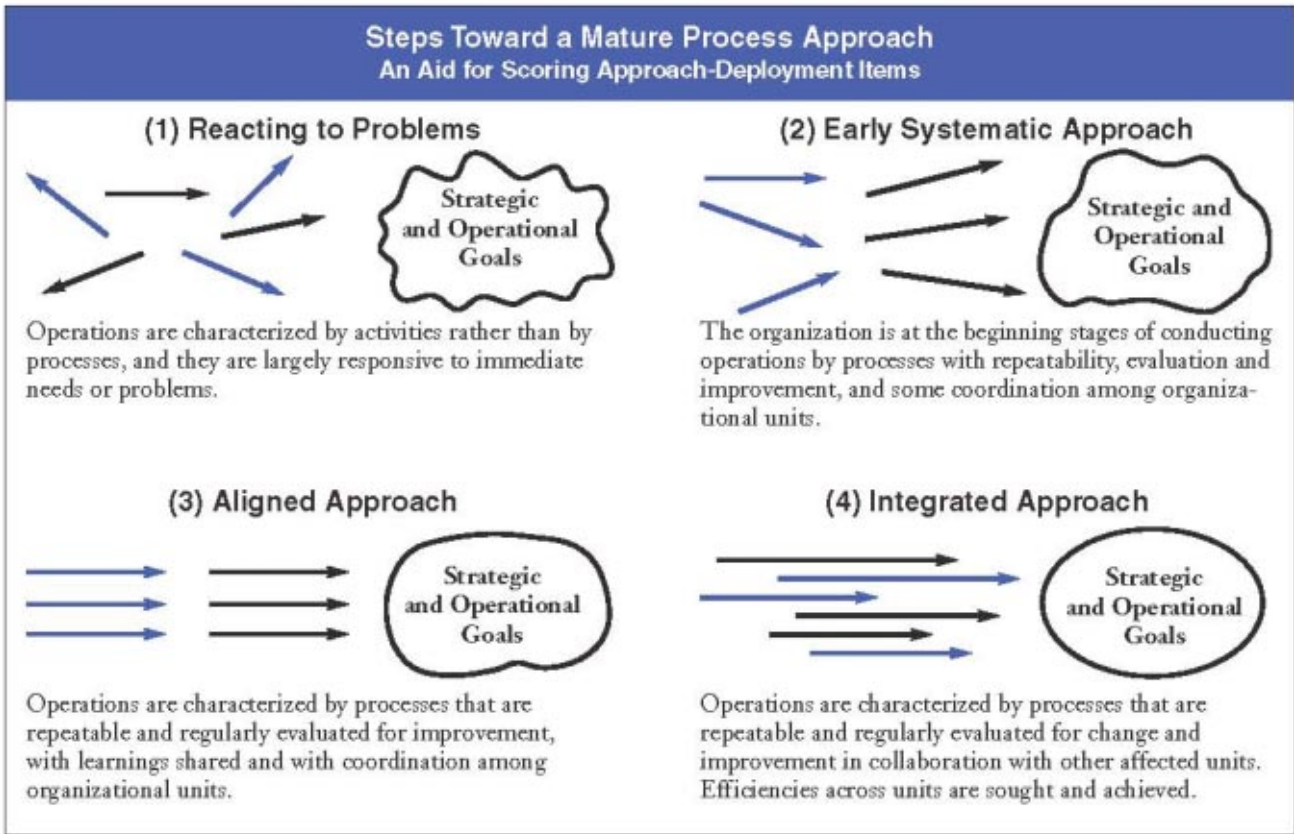 Steps Toward a Mature Process Approach
An Aid for Scoring Approach-Deployment Items
(1) Reacting to Problems
Strategic
and Operational
Goals
Operations are characterized by activities rather than by
processes, and they are largely responsive to immediate
needs or problems.
(2) Early Systematic Approach
Strategic and
Operational
Goals
The organization is at the beginning stages of conducting
operations by processes with repeatability, evaluation and
improvement, and some coordination among organiza-
tional units.
(3) Aligned Approach
Strategic
and Operational
Goals
Operations are characterized by processes that are
repeatable and regularly evaluated for improvement,
with learnings shared and with coordination among
organizational units.
(4) Integrated Approach
Strategic
and Operational
Goals
Operations are characterized by processes that are
repeatable and regularly evaluated for change and
improvement in collaboration with other affected units.
Efficiencies across units are sought and achieved.